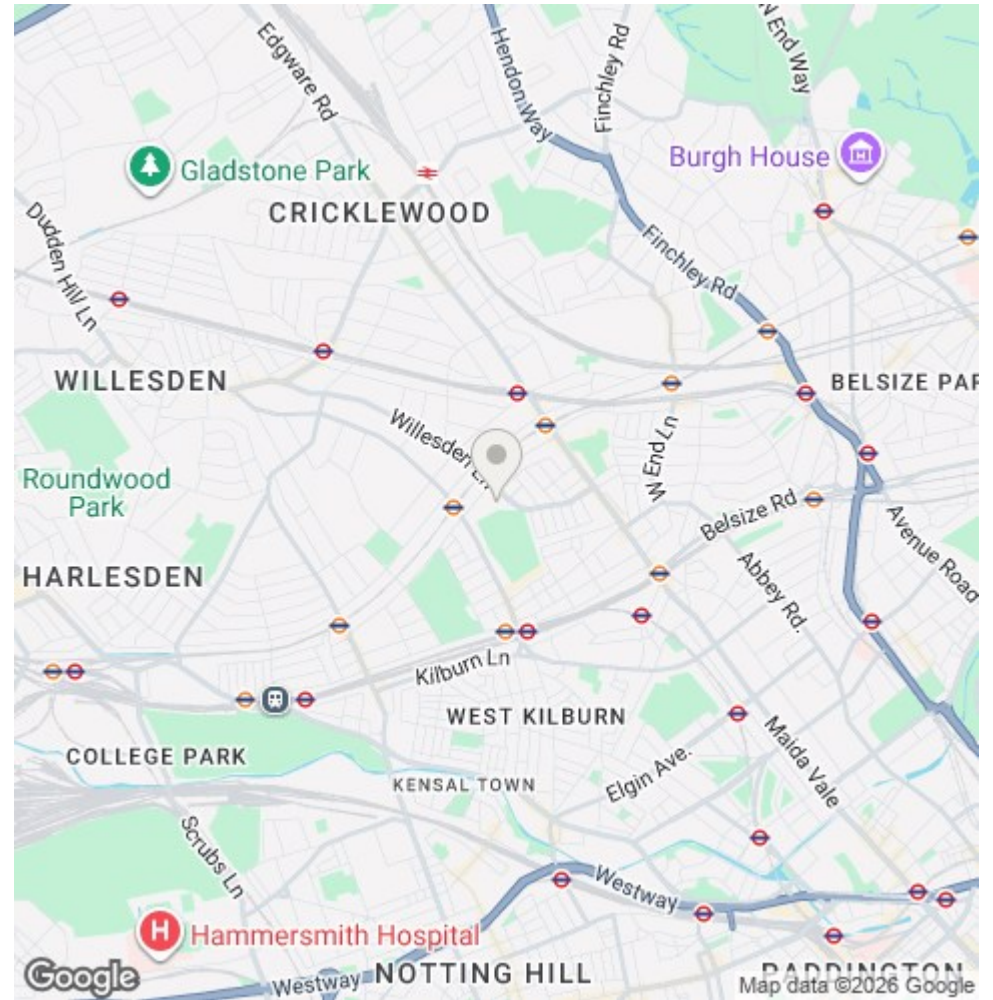 Edgware Rd
Hendon Way
Finchley Rd
N End Way
Burgh House
Gladstone Park
CRICKLEWOOD
Dudden Hill Ln
Finchley Rd
WILLESDEN
BELSIZE PAR
Willesden Ln
W End Ln
Roundwood
Park
Belsize Rd
Avenue Road
HARLESDEN
Abbey Rd.
Kilburn Ln
WEST KILBURN
COLLEGE PARK
Maida Vale
KENSAL TOWN
Elgin Ave.
Scrubs Ln
Westway
H Hammersmith Hospital
Google
Westway
NOTTING HILL
PADDINGTON
Map data ©2026 Google